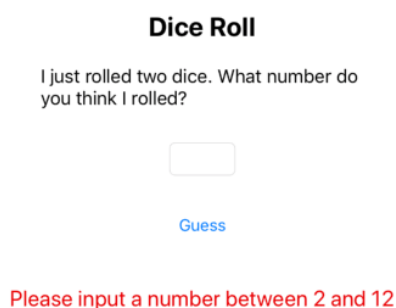 Dice Roll
I just rolled two dice. What number do
you think I rolled?
Guess
Please input a number between 2 and 12